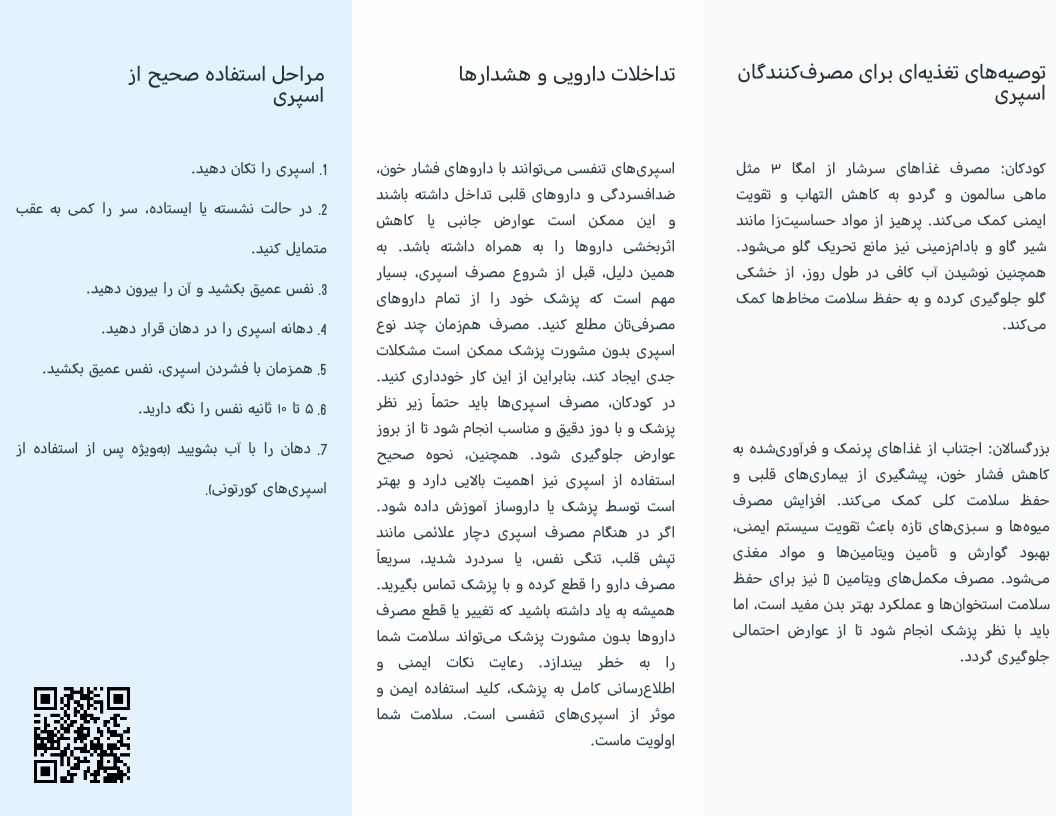 توصیه‌های تغذیه‌ای برای مصرف‌کنندگان
اسپری
کودکان: مصرف غذاهای سرشار از امگا ۳ مثل
ماهی سالمون و گردو به کاهش التهاب و تقویت
ایمنی کمک می‌کند. پرهیز از مواد حساسیت‌زا مانند
شیر گاو و بادام‌زمینی نیز مانع تحریک گلو می‌شود.
همچنین نوشیدن آب کافی در طول روز، از خشکی
گلو جلوگیری کرده و به حفظ سلامت مخاط‌ها کمک
می‌کند.
بزرگسالان: اجتناب از غذاهای پرنمک و فرآوری‌شده به
کاهش فشار خون، پیشگیری از بیماری‌های قلبی و
حفظ سلامت کلی کمک می‌کند. افزایش مصرف
میوه‌ها و سبزی‌های تازه باعث تقویت سیستم ایمنی،
بهبود گوارش و تأمین ویتامین‌ها و مواد مغذی
می‌شود. مصرف مکمل‌های ویتامین D نیز برای حفظ
سلامت استخوان‌ها و عملکرد بهتر بدن مفید است، اما
باید با نظر پزشک انجام شود تا از عوارض احتمالی
جلوگیری گردد.
تداخلات دارویی و هشدارها
اسپری‌های تنفسی می‌توانند با داروهای فشار خون،
ضدافسردگی و داروهای قلبی تداخل داشته باشند
و این ممکن است عوارض جانبی یا کاهش
اثربخشی داروها را به همراه داشته باشد. به
همین دلیل، قبل از شروع مصرف اسپری، بسیار
مهم است که پزشک خود را از تمام داروهای
مصرفی‌تان مطلع کنید. مصرف هم‌زمان چند نوع
اسپری بدون مشورت پزشک ممکن است مشکلات
جدی ایجاد کند، بنابراین از این کار خودداری کنید.
در کودکان، مصرف اسپری‌ها باید حتماً زیر نظر
پزشک و با دوز دقیق و مناسب انجام شود تا از بروز
عوارض جلوگیری شود. همچنین، نحوه صحیح
استفاده از اسپری نیز اهمیت بالایی دارد و بهتر
است توسط پزشک یا داروساز آموزش داده شود.
اگر در هنگام مصرف اسپری دچار علائمی مانند
تپش قلب، تنگی نفس، یا سردرد شدید، سریعاً
مصرف دارو را قطع کرده و با پزشک تماس بگیرید.
همیشه به یاد داشته باشید که تغییر یا قطع مصرف
داروها بدون مشورت پزشک می‌تواند سلامت شما
را به خطر بیندازد. رعایت نکات ایمنی و
اطلاع‌رسانی کامل به پزشک، کلید استفاده ایمن و
موثر از اسپری‌های تنفسی است. سلامت شما
اولویت ماست.
مراحل استفاده صحیح از
اسپری
1. اسپری را تکان دهید.
2. در حالت نشسته یا ایستاده، سر را کمی به عقب
متمایل کنید.
3. نفس عمیق بکشید و آن را بیرون دهید.
4. دهانه اسپری را در دهان قرار دهید.
5. همزمان با فشردن اسپری، نفس عمیق بکشید.
6. ۵ تا ۱۰ ثانیه نفس را نگه دارید.
7. دهان را با آب بشویید (به‌ویژه پس از استفاده از
اسپری‌های کورتونی).